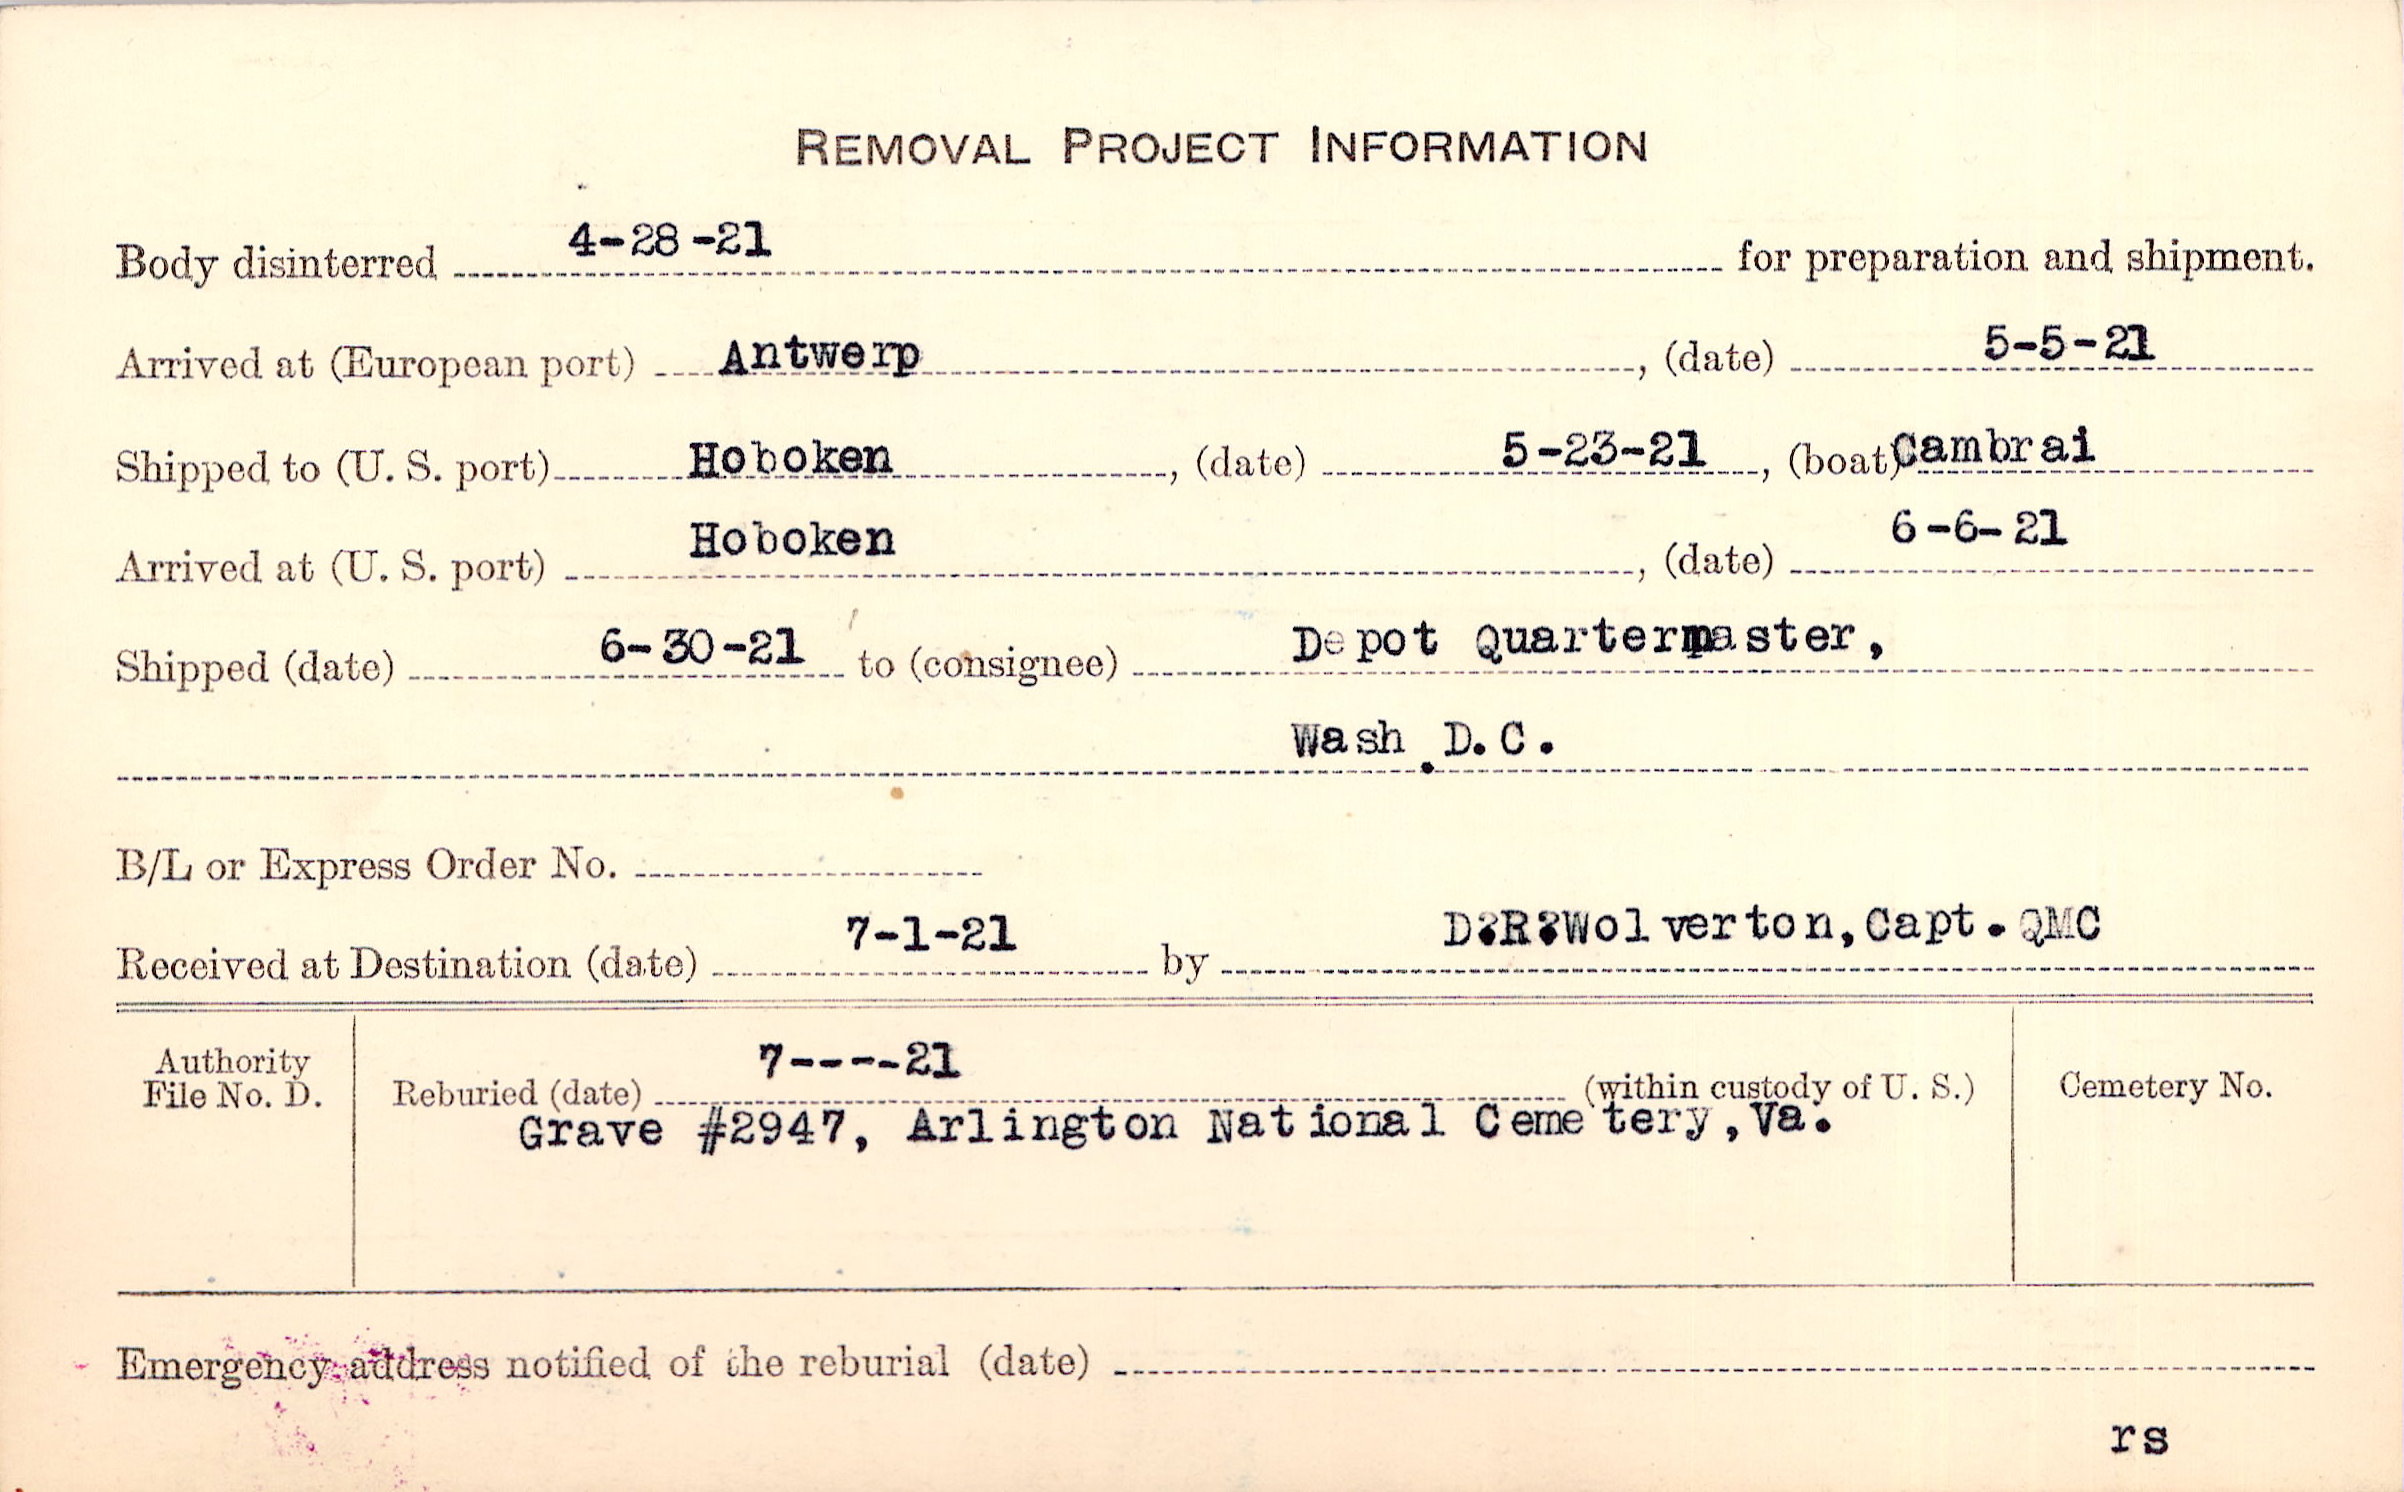 REMOVAL PROJECT INFORMATION
Body disinterred 4-28-21 for preparation and shipment.
Arrived at (European port) Antwerp, (date) 5-5-21
Shipped to (U. S. port) Hoboken, (date) 5-23-21, (boat) Cambrai
Arrived at (U. S. port) Hoboken, (date) 6-6-21
Shipped (date) 6-30-21 to (consignee) Depot Quartermaster,
Wash. D.C.
B/L or Express Order No.
Received at Destination (date) 7-1-21 by D.R.Wolverton, Capt. QMC
Authority File No. D.
Reburied (date) 7----21 (within custody of U. S.)
Cemetery No.
Grave #2947, Arlington National Cemetery, Va.
Emergency address notified of the reburial (date)
rs